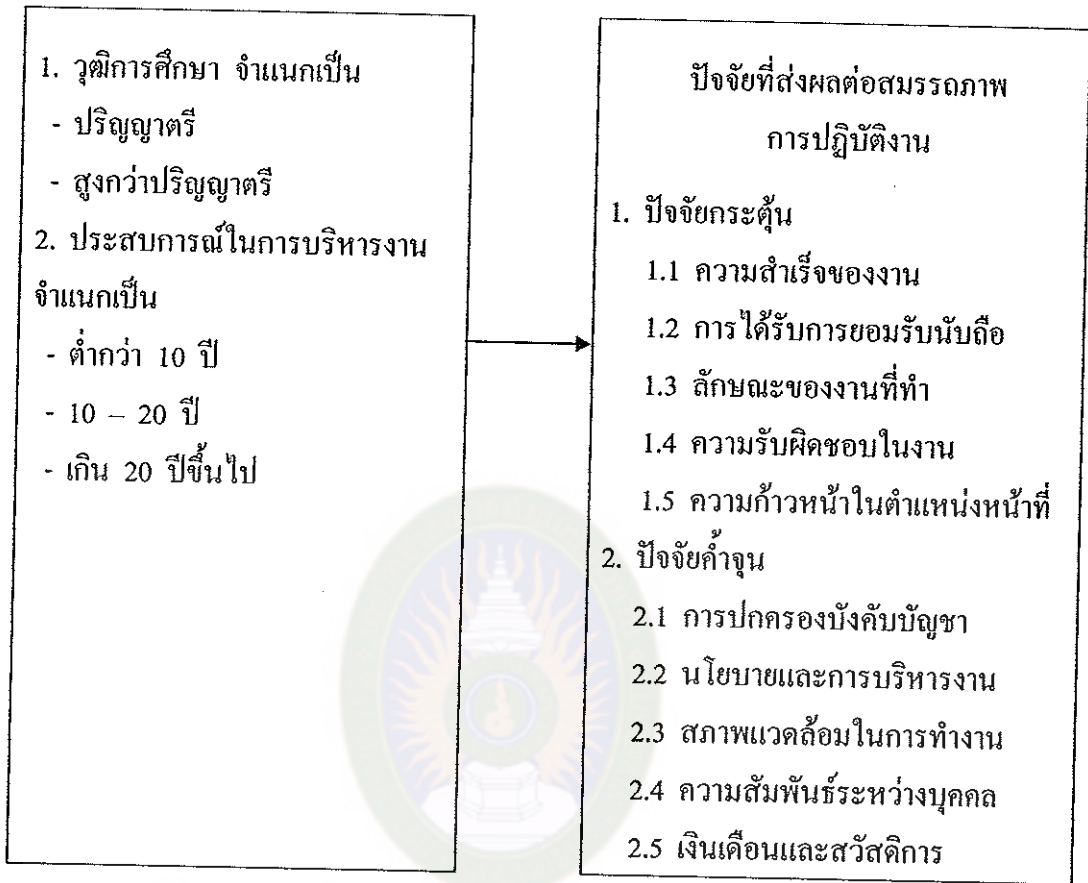 1. วุฒิการศึกษา จำแนกเป็น
- ปริญญาตรี
- สูงกว่าปริญญาตรี
2. ประสบการณ์ในการบริหารงาน
จำแนกเป็น
- ต่ำกว่า 10 ปี
- 10 – 20 ปี
- เกิน 20 ปีขึ้นไป
ปัจจัยที่ส่งผลต่อสมรรถภาพ
การปฏิบัติงาน
1. ปัจจัยกระตุ้น
1.1 ความสำเร็จของงาน
1.2 การได้รับการยอมรับนับถือ
1.3 ลักษณะของงานที่ทำ
1.4 ความรับผิดชอบในงาน
1.5 ความก้าวหน้าในตำแหน่งหน้าที่
2. ปัจจัยค้ำจุน
2.1 การปกครองบังคับบัญชา
2.2 นโยบายและการบริหารงาน
2.3 สภาพแวดล้อมในการทำงาน
2.4 ความสัมพันธ์ระหว่างบุคคล
2.5 เงินเดือนและสวัสดิการ